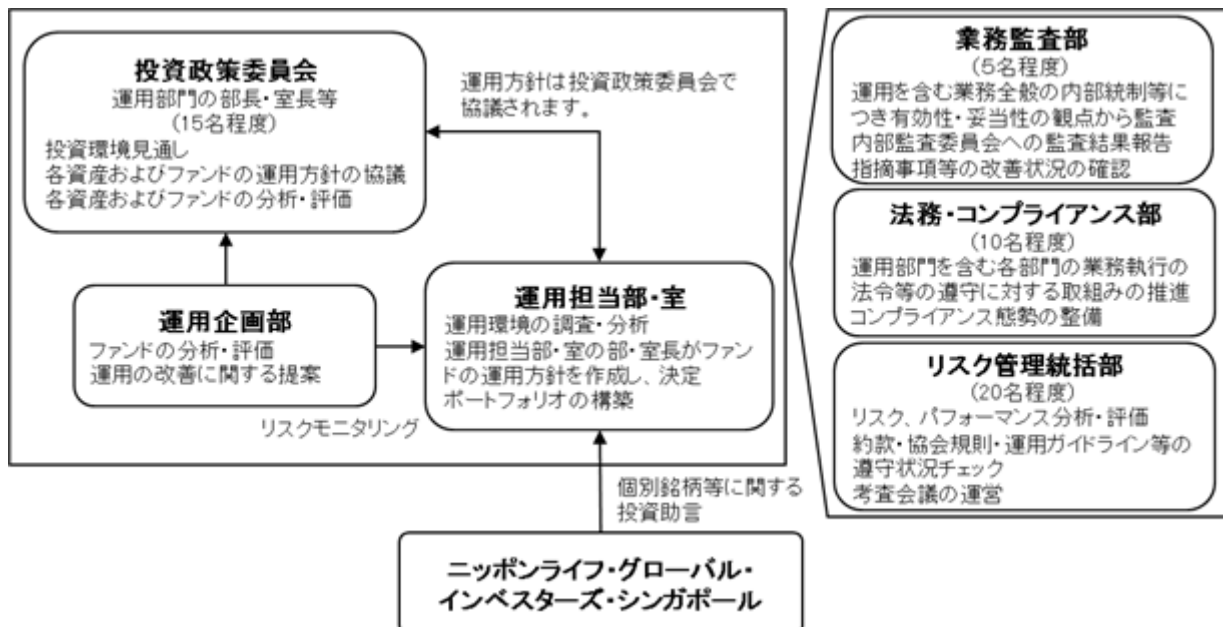 投資政策委員会
運用部門の部長・室長等
(15名程度)
投資環境見通し
各資産およびファンドの運用方針の協議
各資産およびファンドの分析・評価
運用方針は投資政策委員会で
協議されます。
運用企画部
ファンドの分析・評価
運用の改善に関する提案
リスクモニタリング
運用担当部・室
運用環境の調査・分析
運用担当部・室の部・室長がファン
ドの運用方針を作成し、決定
ポートフォリオの構築
個別銘柄等に関する
投資助言
ニッポンライフ・グローバル・
インベスターズ・シンガポール
業務監査部
(5名程度)
運用を含む業務全般の内部統制等に
つき有効性・妥当性の観点から監査
内部監査委員会への監査結果報告
指摘事項等の改善状況の確認
法務・コンプライアンス部
(10名程度)
運用部門を含む各部門の業務執行の
法令等の遵守に対する取組みの推進
コンプライアンス態勢の整備
リスク管理統括部
(20名程度)
リスク、パフォーマンス分析・評価
約款・協会規則・運用ガイドライン等の
遵守状況チェック
考査会議の運営